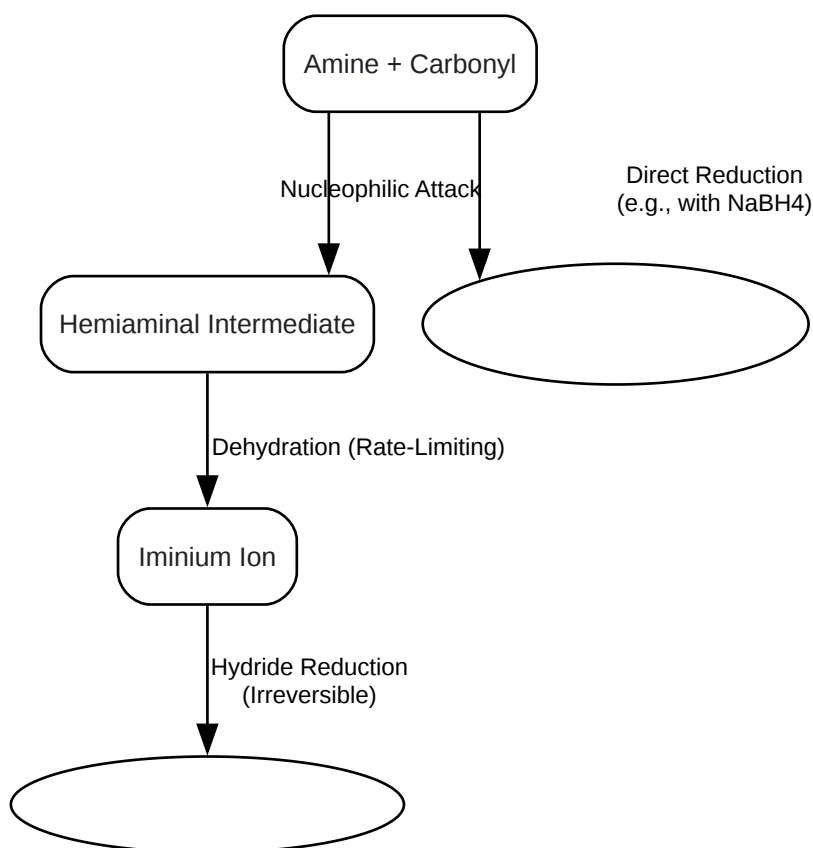 Amine + Carbonyl
Nucleophilic Attack
Direct Reduction
(e.g., with NaBH4)
Hemiaminal Intermediate
Dehydration (Rate-Limiting)
Iminium Ion
Hydride Reduction
(Irreversible)